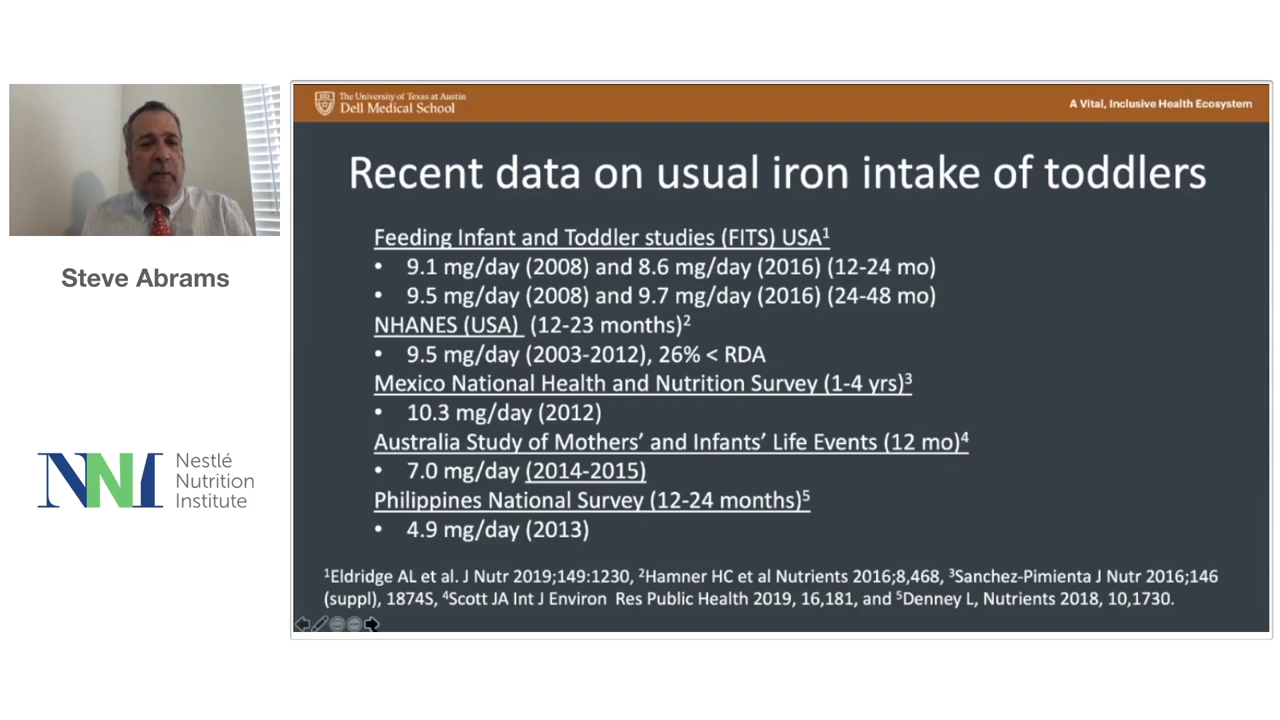 The University of Texas at Austin
Dell Medical School
A Vital, Inclusive Health Ecosystem
Recent data on usual iron intake of toddlers
Feeding Infant and Toddler studies (FITS) USA1
• 9.1 mg/day (2008) and 8.6 mg/day (2016) (12-24 mo)
• 9.5 mg/day (2008) and 9.7 mg/day (2016) (24-48 mo)
NHANES (USA) (12-23 months)2
• 9.5 mg/day (2003-2012), 26% < RDA
Mexico National Health and Nutrition Survey (1-4 yrs)3
• 10.3 mg/day (2012)
Australia Study of Mothers’ and Infants’ Life Events (12 mo)4
• 7.0 mg/day (2014-2015)
Philippines National Survey (12-24 months)5
• 4.9 mg/day (2013)
1Eldridge AL et al. J Nutr 2019;149:1230, 2Hamner HC et al Nutrients 2016;8,468, 3Sanchez-Pimienta J Nutr 2016;146
(suppl), 1874S, 4Scott JA Int J Environ Res Public Health 2019, 16,181, and 5Denney L, Nutrients 2018, 10,1730.
Steve Abrams
NNI
Nestlé
Nutrition
Institute